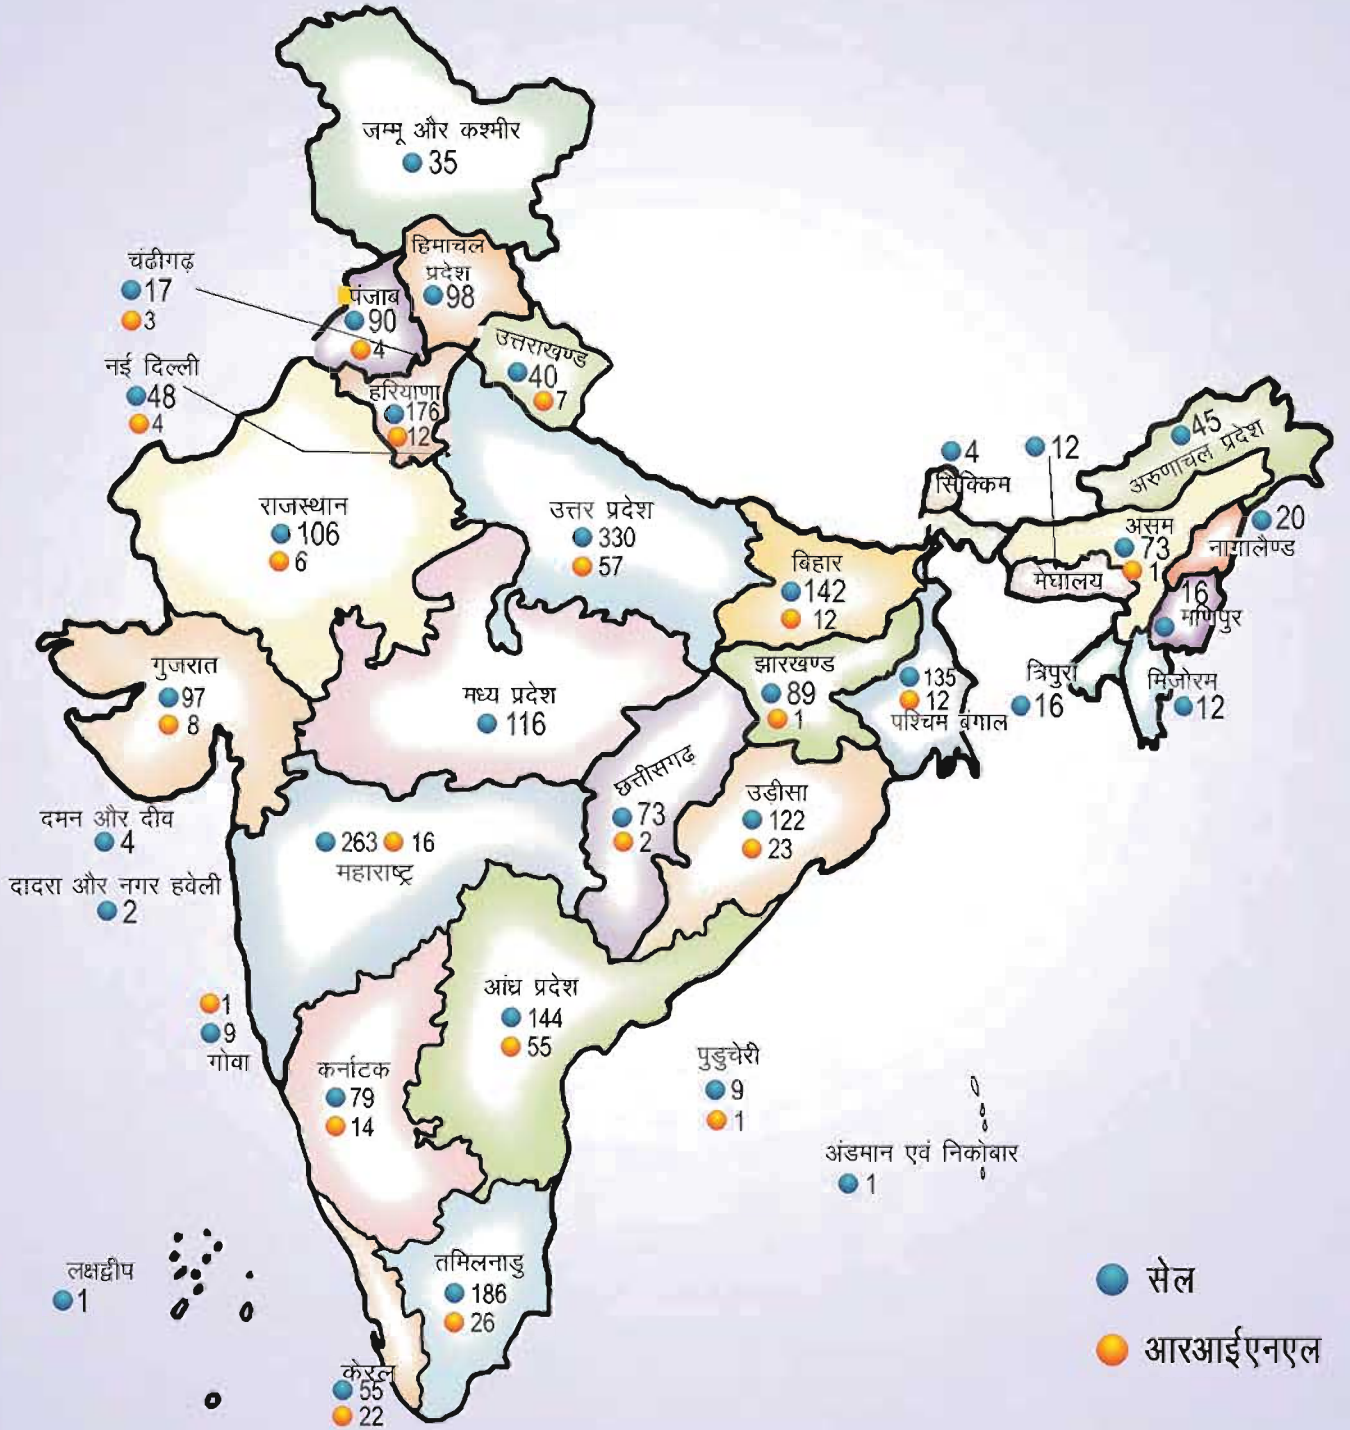 जम्मू और कश्मीर
35
हिमाचल
प्रदेश
98
चंढीगढ़
17
3
पंजाब
90
4
नई दिल्ली
48
4
उत्तराखण्ड
40
7
हरियाणा
176
12
राजस्थान
106
6
उत्तर प्रदेश
330
57
4
सिक्किम
12
मेघालय
45
अरुणाचल प्रदेश
असम
73
1
20
नागालैण्ड
16
मणिपुर
बिहार
142
12
गुजरात
97
8
मध्य प्रदेश
116
झारखण्ड
89
1
135
12
पश्चिम बंगाल
त्रिपुरा
16
मिजोरम
12
छत्तीसगढ़
73
2
उड़ीसा
122
23
दमन और दीव
4
263 16
महाराष्ट्र
दादरा और नगर हवेली
2
1
9
गोवा
आंध्र प्रदेश
144
55
कर्नाटक
79
14
पुडुचेरी
9
1
अंडमान एवं निकोबार
1
लक्षद्वीप
1
तमिलनाडु
186
26
केरल
55
22
सेल
आरआईएनएल